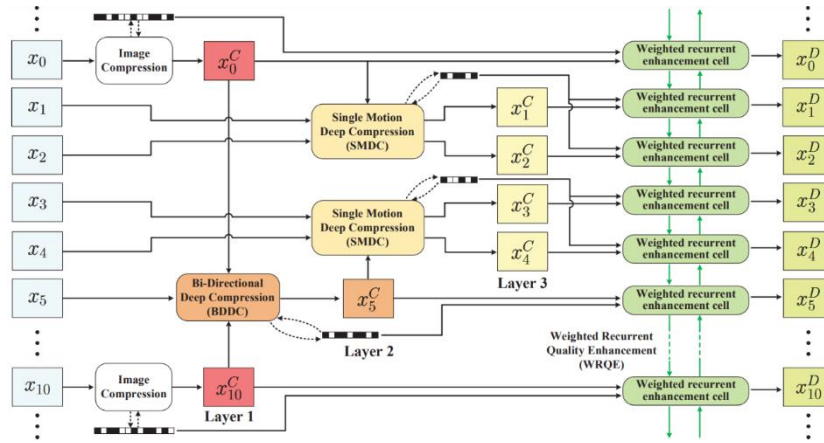 x_0
Image
Compression
x_0^C
Weighted recurrent
enhancement cell
x_0^D
x_1
Single Motion
Deep Compression
(SMDC)
x_1^C
Weighted recurrent
enhancement cell
x_1^D
x_2
x_2^C
Weighted recurrent
enhancement cell
x_2^D
x_3
Single Motion
Deep Compression
(SMDC)
x_3^C
Weighted recurrent
enhancement cell
x_3^D
x_4
x_4^C
Weighted recurrent
enhancement cell
x_4^D
Layer 3
x_5
Bi-Directional
Deep Compression
(BDDC)
x_5^C
Weighted recurrent
enhancement cell
x_5^D
Layer 2
Weighted Recurrent
Quality Enhancement
(WRQE)
x_10
Image
Compression
x_10^C
Weighted recurrent
enhancement cell
x_10^D
Layer 1